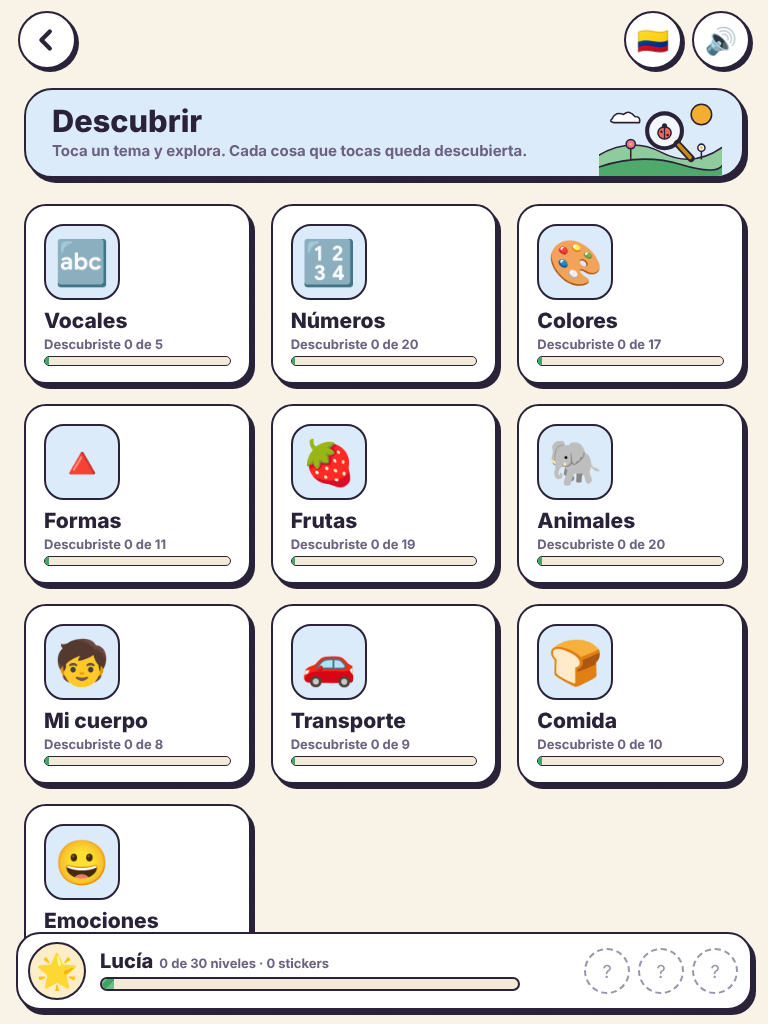 Descubrir
Toca un tema y explora. Cada cosa que tocas queda descubierta.
abc
Vocales
Descubriste 0 de 5
1 2
3 4
Números
Descubriste 0 de 20
Colores
Descubriste 0 de 17
Formas
Descubriste 0 de 11
Frutas
Descubriste 0 de 19
Animales
Descubriste 0 de 20
Mi cuerpo
Descubriste 0 de 8
Transporte
Descubriste 0 de 9
Comida
Descubriste 0 de 10
Emociones
Lucía 0 de 30 niveles · 0 stickers
? ? ?